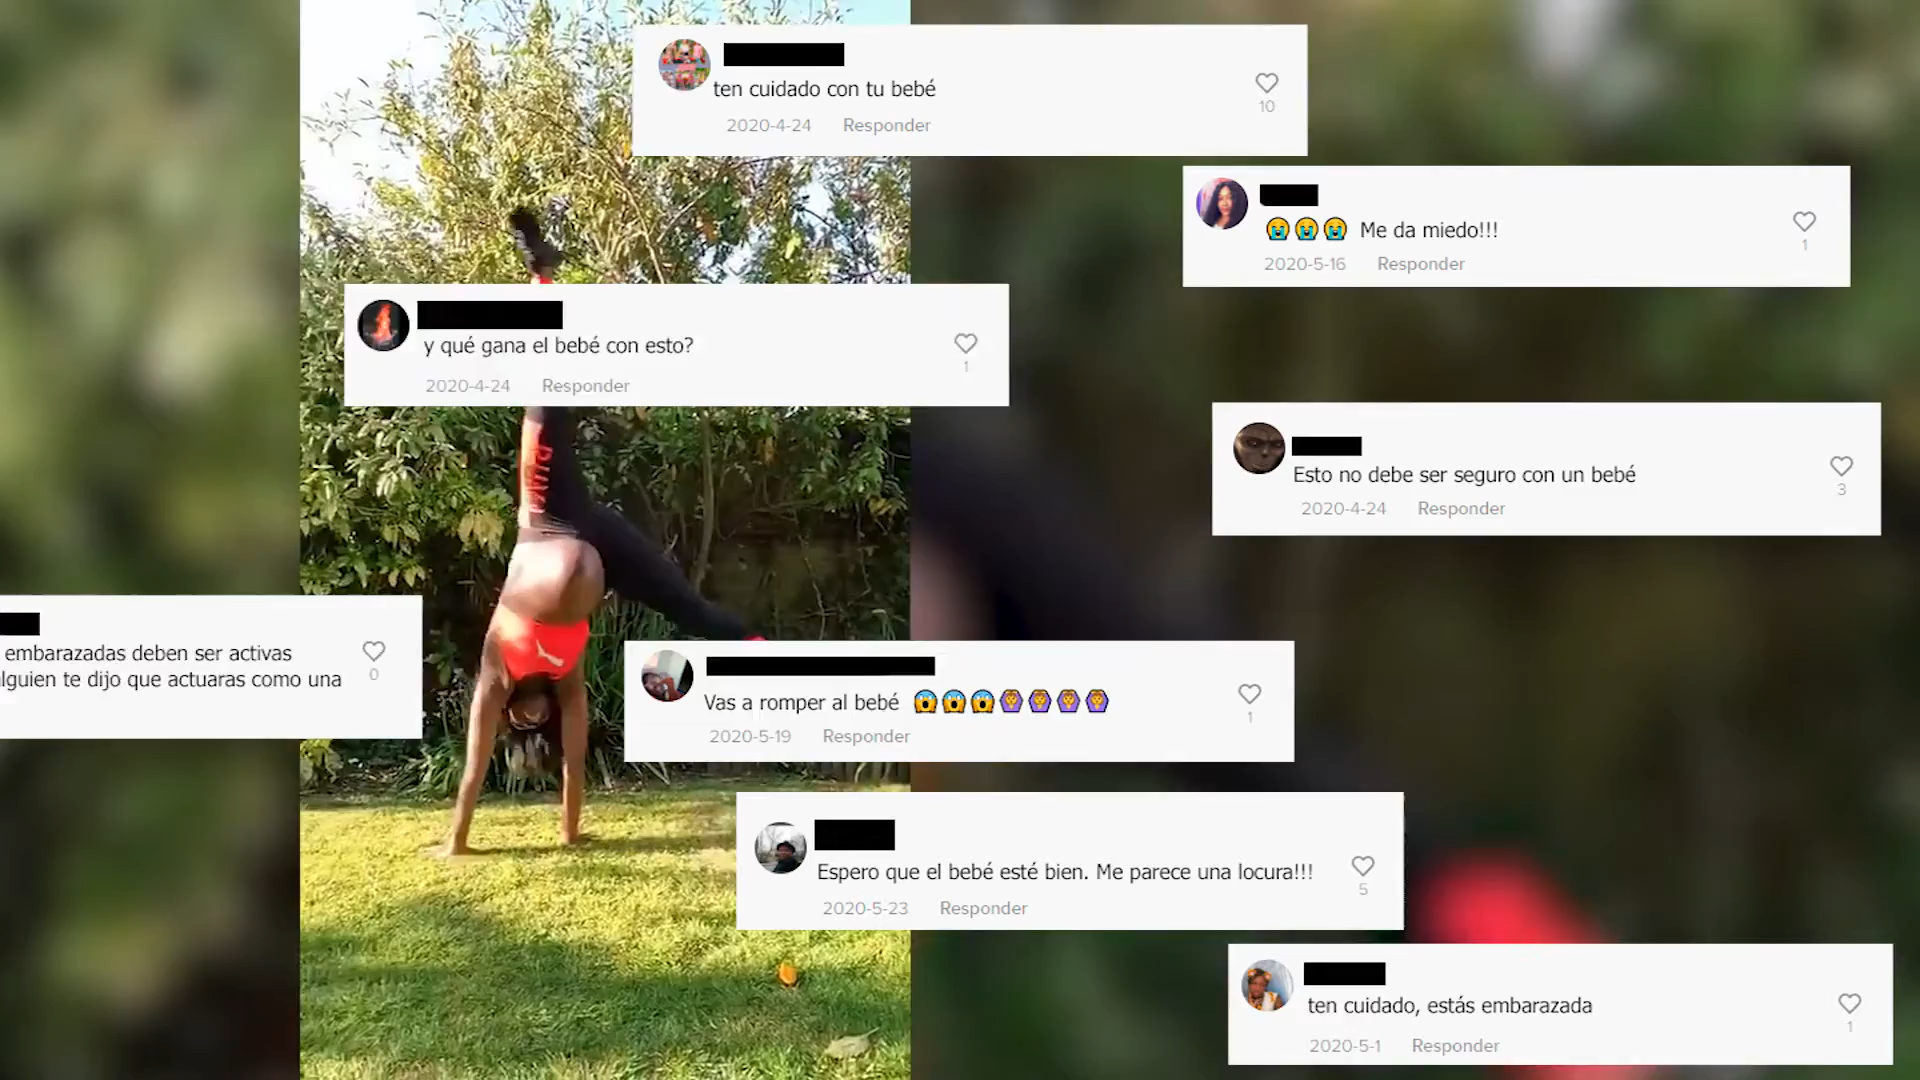 ten cuidado con tu bebé
10
2020-4-24 Responder
😭😭😭 Me da miedo!!!
1
2020-5-16 Responder
y qué gana el bebé con esto?
1
2020-4-24 Responder
Esto no debe ser seguro con un bebé
3
2020-4-24 Responder
embarazadas deben ser activas
0
te dijo que actuaras como una
Vas a romper al bebé 😱😱😱🙆‍♀️🙆‍♀️🙆‍♀️🙆‍♀️
1
2020-5-19 Responder
Espero que el bebé esté bien. Me parece una locura!!!
5
2020-5-23 Responder
ten cuidado, estás embarazada
1
2020-5-1 Responder